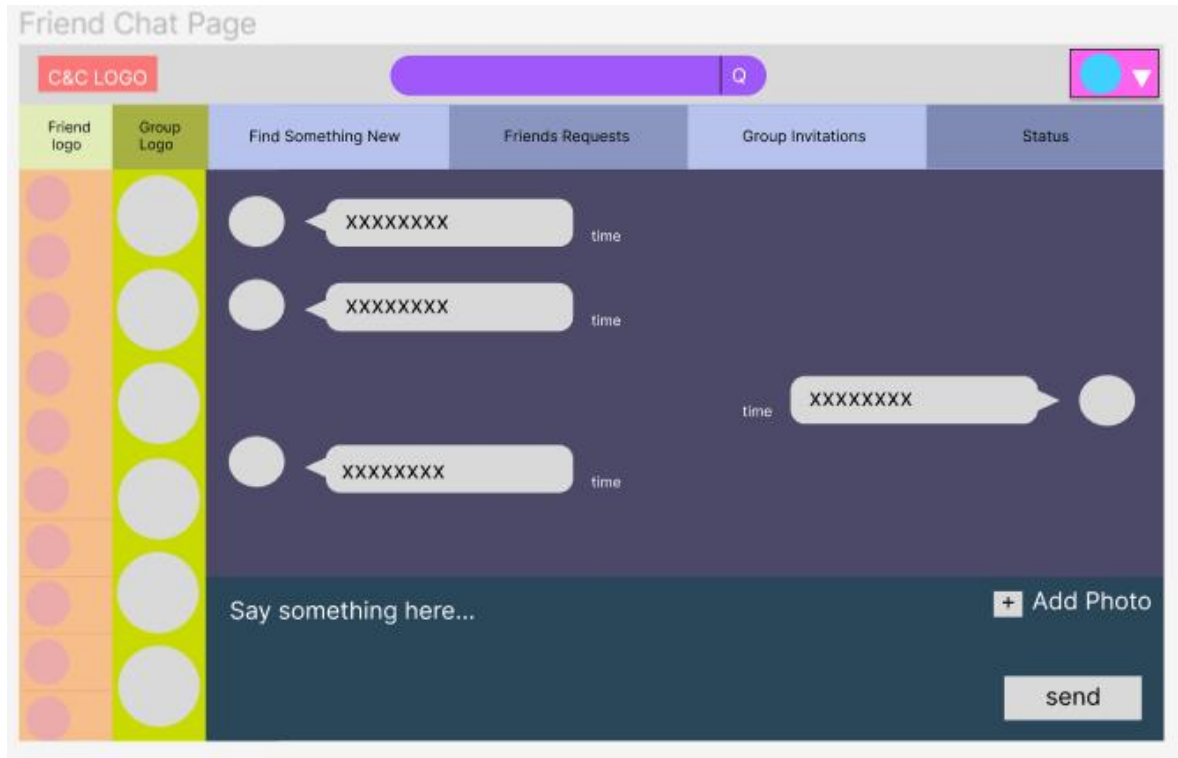 Friend Chat Page
C&C LOGO
Q
Friend
logo
Group
Logo
Find Something New
Friends Requests
Group Invitations
Status
XXXXXXXX
time
XXXXXXXX
time
XXXXXXXX
time
XXXXXXXX
time
Say something here...
+ Add Photo
send